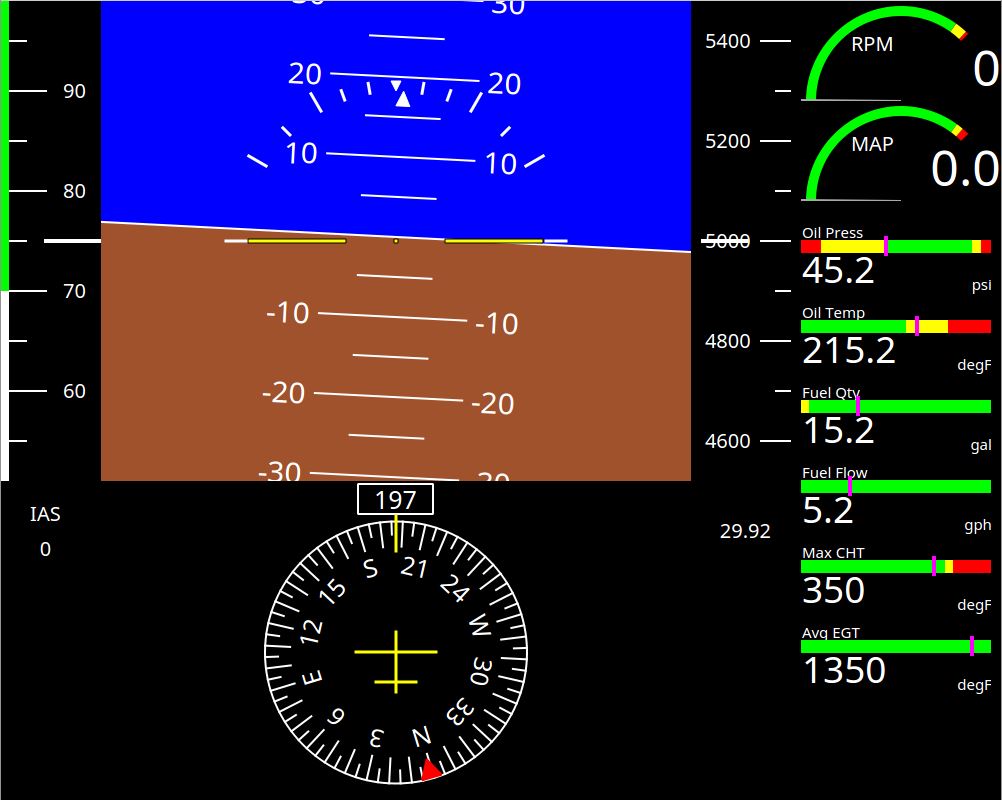 30
30
20
20
10
10
-10
-10
-20
-20
-30
90
80
70
60
5400
5200
5000
4800
4600
RPM
0
MAP
0.0
Oil Press
45.2
psi
Oil Temp
215.2
degF
Fuel Qty
15.2
gal
Fuel Flow
5.2
gph
Max CHT
350
degF
Avg EGT
1350
degF
IAS
0
29.92
197
S
21
24
W
30
33
N
3
6
E
12
15